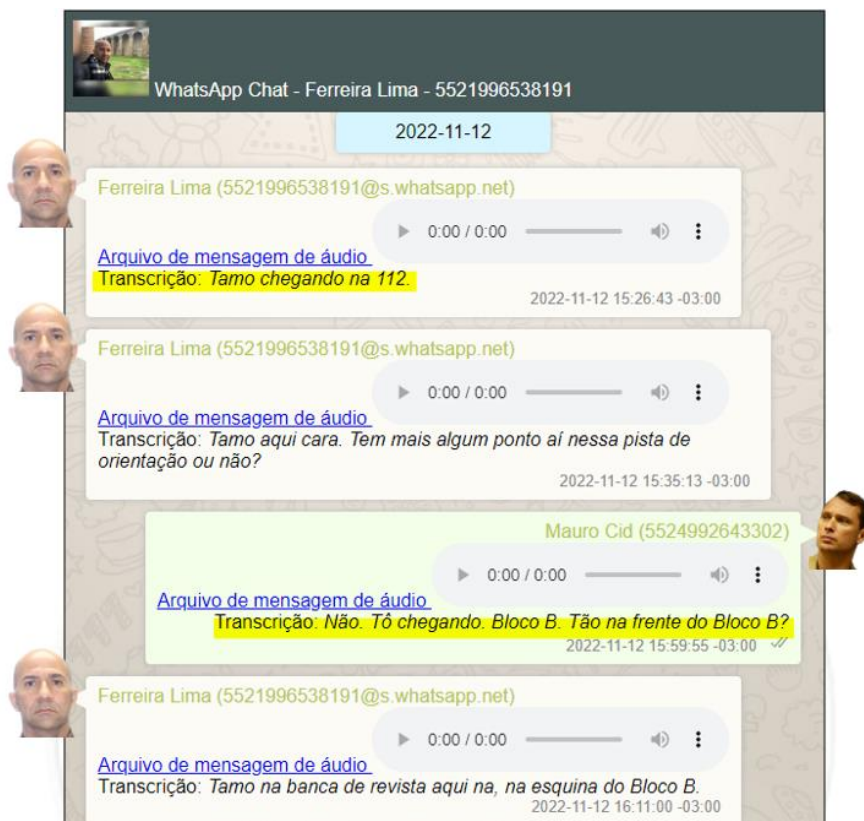 WhatsApp Chat - Ferreira Lima - 5521996538191
2022-11-12
Ferreira Lima (5521996538191@s.whatsapp.net)
0:00 / 0:00
Arquivo de mensagem de áudio
Transcrição: Tamo chegando na 112.
2022-11-12 15:26:43 -03:00
Ferreira Lima (5521996538191@s.whatsapp.net)
0:00 / 0:00
Arquivo de mensagem de áudio
Transcrição: Tamo aqui cara. Tem mais algum ponto aí nessa pista de
orientação ou não?
2022-11-12 15:35:13 -03:00
Mauro Cid (5524992643302)
0:00 / 0:00
Arquivo de mensagem de áudio
Transcrição: Não. Tô chegando. Bloco B. Tão na frente do Bloco B?
2022-11-12 15:59:55 -03:00
Ferreira Lima (5521996538191@s.whatsapp.net)
0:00 / 0:00
Arquivo de mensagem de áudio
Transcrição: Tamo na banca de revista aqui na, na esquina do Bloco B.
2022-11-12 16:11:00 -03:00